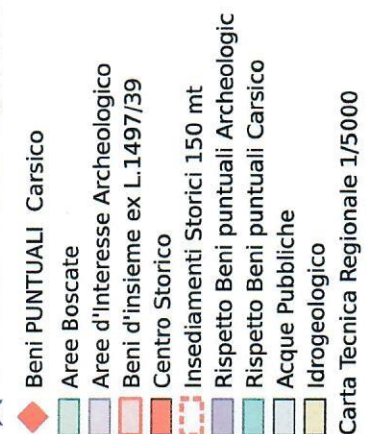 Beni PUNTUALI Carsico
Aree Boscate
Aree d'Interesse Archeologico
Beni d'insieme ex L.1497/39
Centro Storico
Insediamenti Storici 150 mt
Rispetto Beni puntuali Archeologic
Rispetto Beni puntuali Carsico
Acque Pubbliche
Idrogeologico
Carta Tecnica Regionale 1/5000